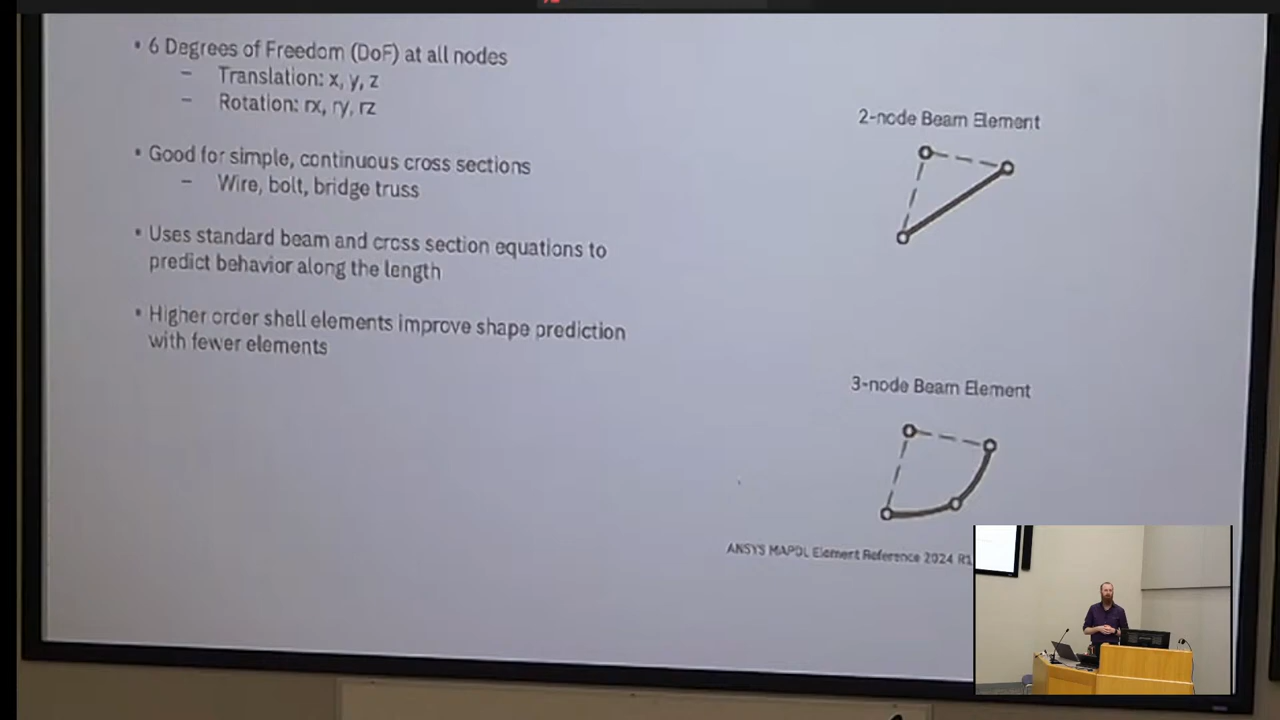 • 6 Degrees of Freedom (DoF) at all nodes
– Translation: x, y, z
– Rotation: rx, ry, rz
• Good for simple, continuous cross sections
– Wire, bolt, bridge truss
• Uses standard beam and cross section equations to
predict behavior along the length
• Higher order shell elements improve shape prediction
with fewer elements
2-node Beam Element
3-node Beam Element
ANSYS MAPDL Element Reference 2024 R1